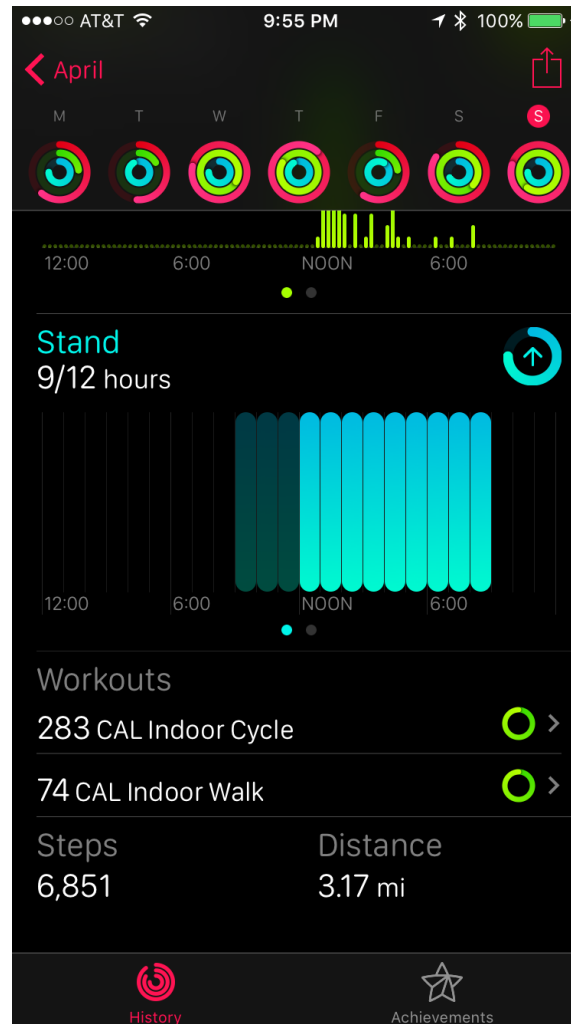 AT&T 9:55 PM 100%
April
M T W T F S S
12:00 6:00 NOON 6:00
Stand
9/12 hours
12:00 6:00 NOON 6:00
Workouts
283 CAL Indoor Cycle
74 CAL Indoor Walk
Steps Distance
6,851 3.17 mi
History Achievements